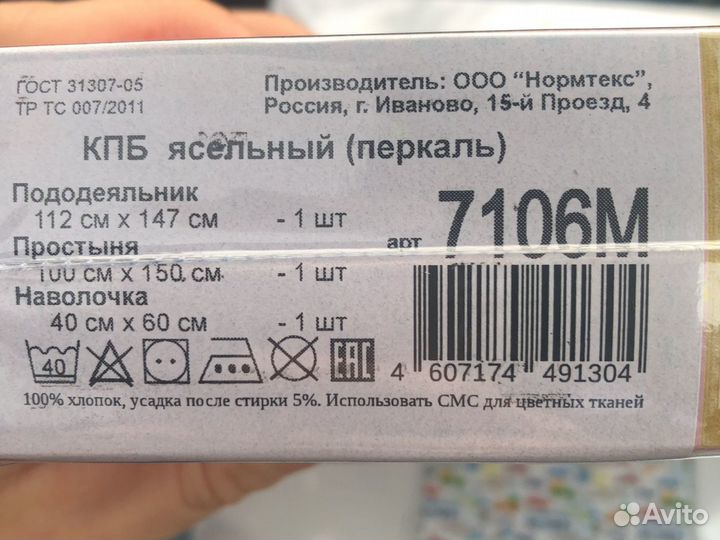 ГОСТ 31307-05
ТР ТС 007/2011
Производитель: ООО "Нормтекс",
Россия, г. Иваново, 15-й Проезд, 4
КПБ ясельный (перкаль)
Пододеяльник
112 см х 147 см - 1 шт
Простыня
100 см х 150 см - 1 шт
Наволочка
40 см х 60 см - 1 шт
арт 7106М
40
EAC
4 607174 491304
100% хлопок, усадка после стирки 5%. Использовать СМС для цветных тканей
Avito